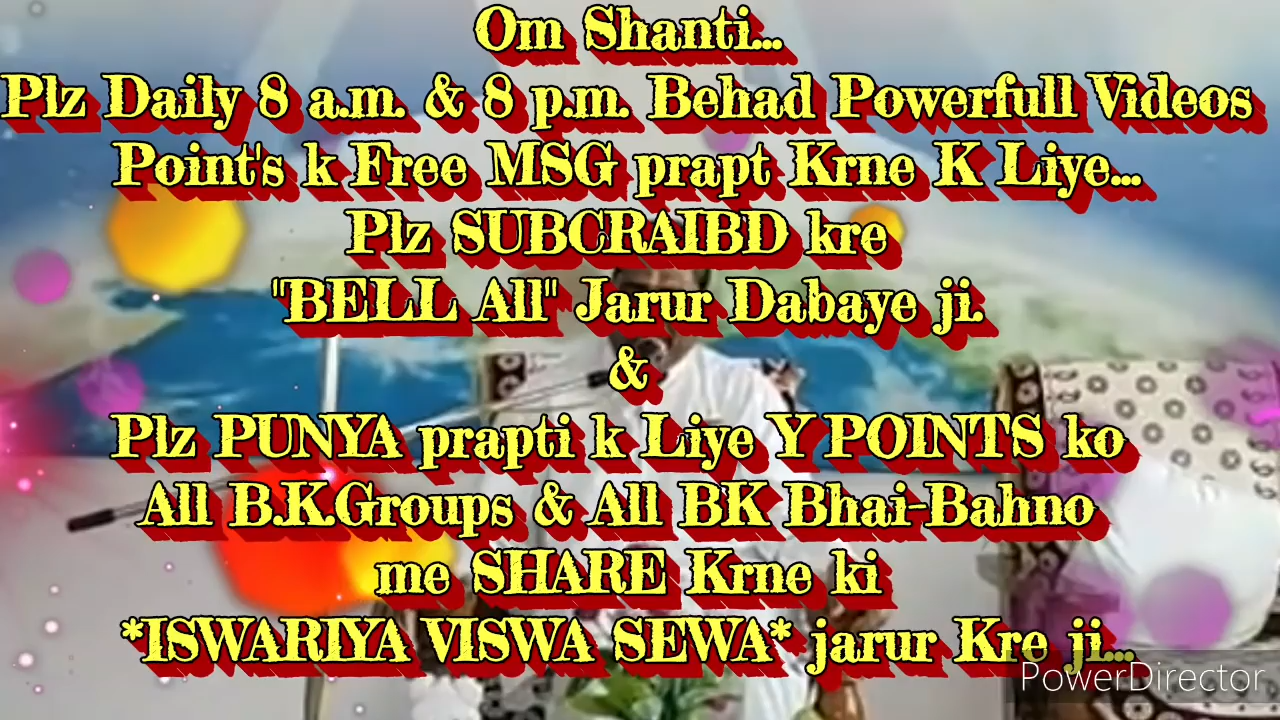 Om Shanti...
Plz Daily 8 a.m. & 8 p.m. Behad Powerfull Videos
Point's k Free MSG prapt Krne K Liye...
Plz SUBCRAIBD kre
"BELL All" Jarur Dabaye ji.
&
Plz PUNYA prapti k Liye Y POINTS ko
All B.K.Groups & All BK Bhai-Bahno
me SHARE Krne ki
*ISWARIYA VISWA SEWA* jarur Kre ji...
PowerDirector